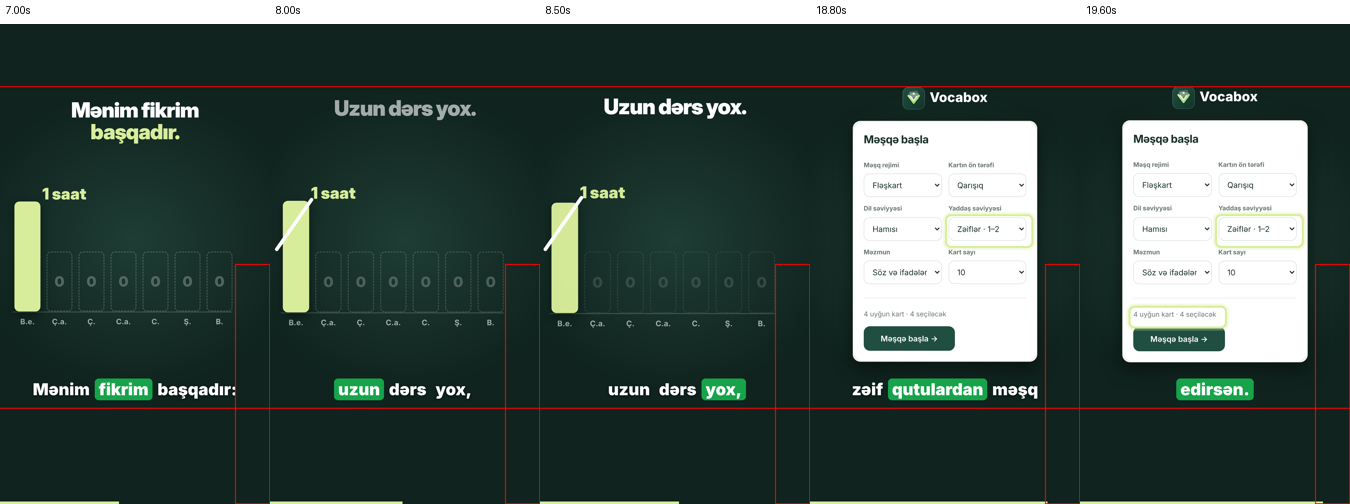 7.00s
8.00s
8.50s
18.80s
19.60s
Mənim fikrim
başqadır.
1 saat
0 0 0 0 0 0
B.e. Ç.a. Ç. C.a. C. Ş. B.
Mənim fikrim başqadır:
Uzun dərs yox.
1 saat
0 0 0 0 0 0
B.e. Ç.a. Ç. C.a. C. Ş. B.
uzun dərs yox,
Uzun dərs yox.
1 saat
0 0 0 0 0 0
B.e. Ç.a. Ç. C.a. C. Ş. B.
uzun dərs yox,
Vocabox
Məşqə başla
Məşq rejimi Kartın ön tərəfi
Fləşkart Qarışıq
Dil səviyyəsi Yaddaş səviyyəsi
Hamısı Zəiflər · 1–2
Məzmun Kart sayı
Söz və ifadələr 10
4 uyğun kart · 4 seçiləcək
Məşqə başla →
zəif qutulardan məşq
Vocabox
Məşqə başla
Məşq rejimi Kartın ön tərəfi
Fləşkart Qarışıq
Dil səviyyəsi Yaddaş səviyyəsi
Hamısı Zəiflər · 1–2
Məzmun Kart sayı
Söz və ifadələr 10
4 uyğun kart · 4 seçiləcək
Məşqə başla →
edirsən.